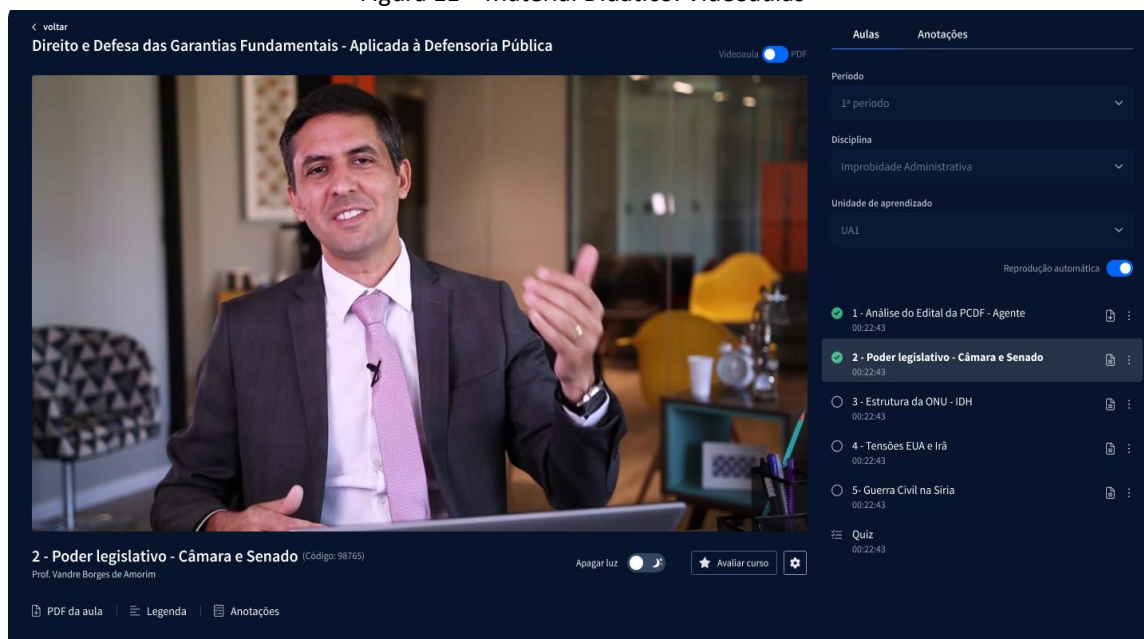 Figura 22 - Material Didático: Videoaulas
voltar
Direito e Defesa das Garantias Fundamentais - Aplicada à Defensoria Pública
Videoaula PDF
2 - Poder legislativo - Câmara e Senado (Código: 98765)
Prof. Vandre Borges de Amorim
Apagar luz
Avaliar curso
PDF da aula
Legenda
Anotações
Aulas Anotações
Período
1ª período
Disciplina
Improbidade Administrativa
Unidade de aprendizado
UA1
Reprodução automática
1 - Análise do Edital da PCDF - Agente
00:22:43
2 - Poder legislativo - Câmara e Senado
00:22:43
3 - Estrutura da ONU - IDH
00:22:43
4 - Tensões EUA e Irã
00:22:43
5- Guerra Civil na Síria
00:22:43
Quiz
00:22:43